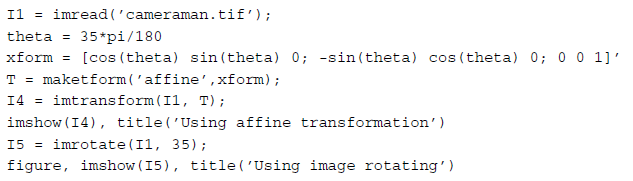 I1 = imread('cameraman.tif');
theta = 35*pi/180
xform = [cos(theta) sin(theta) 0; -sin(theta) cos(theta) 0; 0 0 1]'
T = maketform('affine',xform);
I4 = imtransform(I1, T);
imshow(I4), title('Using affine transformation')
I5 = imrotate(I1, 35);
figure, imshow(I5), title('Using image rotating')